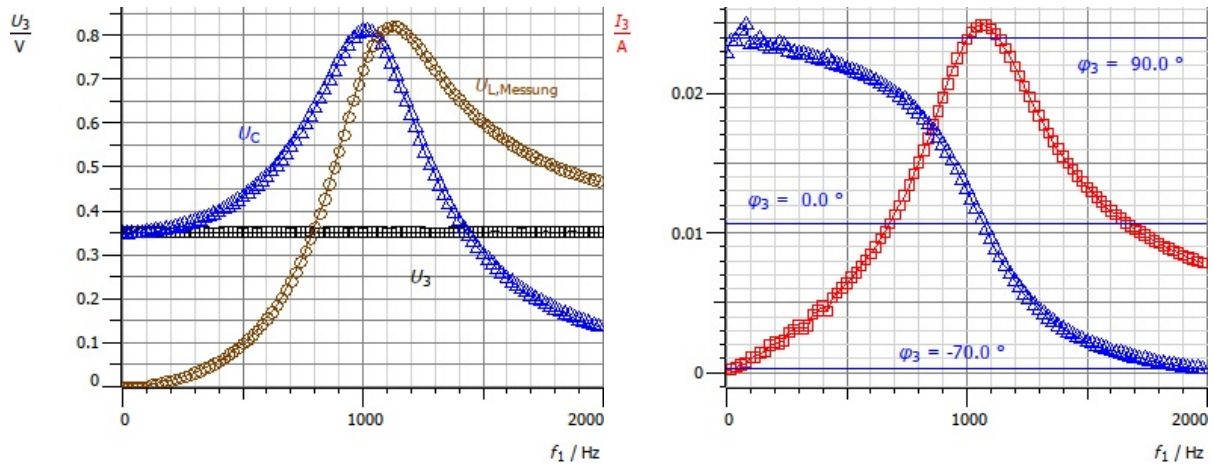 U₃
V
0.8
0.7
0.6
0.5
0.4
0.3
0.2
0.1
0
U_L,Messung
U_C
U₃
0
1000
2000
f₁ / Hz
I₃
A
0.02
0.01
0
φ₃ = 90.0 °
φ₃ = 0.0 °
φ₃ = -70.0 °
0
1000
2000
f₁ / Hz